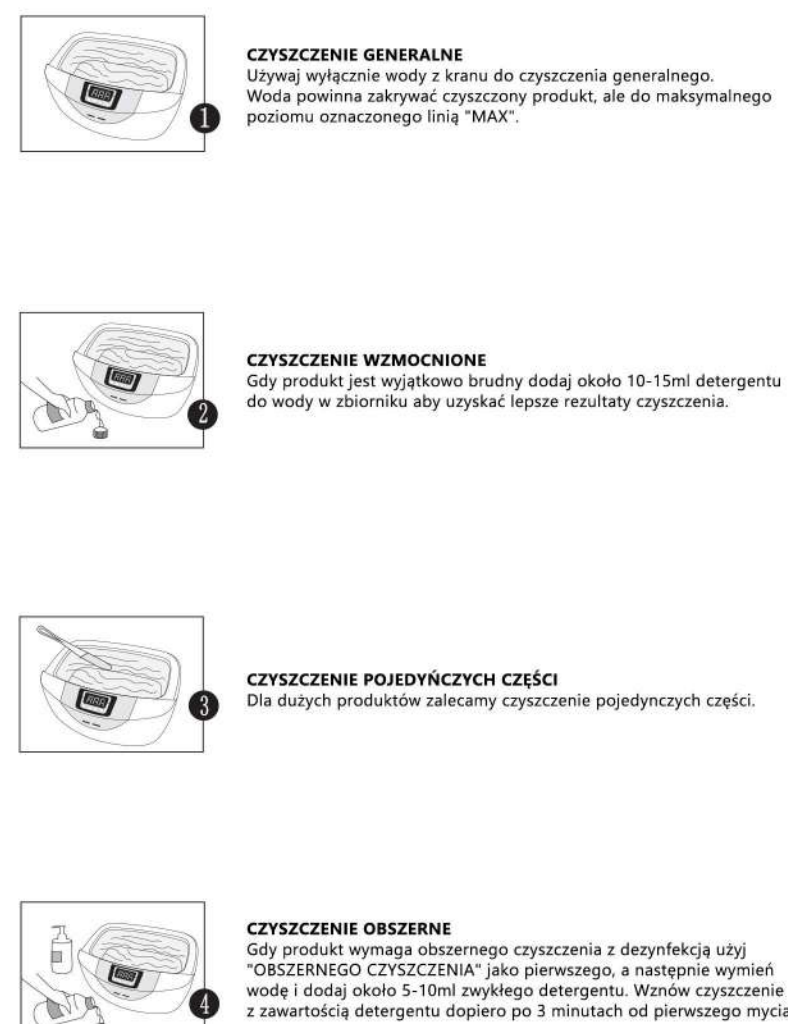 CZYSZCZENIE GENERALNE
Używaj wyłącznie wody z kranu do czyszczenia generalnego.
Woda powinna zakrywać czyszczony produkt, ale do maksymalnego
poziomu oznaczonego linią "MAX".
1
CZYSZCZENIE WZMOCNIONE
Gdy produkt jest wyjątkowo brudny dodaj około 10-15ml detergentu
do wody w zbiorniku aby uzyskać lepsze rezultaty czyszczenia.
2
CZYSZCZENIE POJEDYŃCZYCH CZĘŚCI
Dla dużych produktów zalecamy czyszczenie pojedynczych części.
3
CZYSZCZENIE OBSZERNE
Gdy produkt wymaga obszernego czyszczenia z dezynfekcją użyj
"OBSZERNEGO CZYSZCZENIA" jako pierwszego, a następnie wymień
wodę i dodaj około 5-10ml zwykłego detergentu. Wznów czyszczenie
z zawartością detergentu dopiero po 3 minutach od pierwszego mycia
4